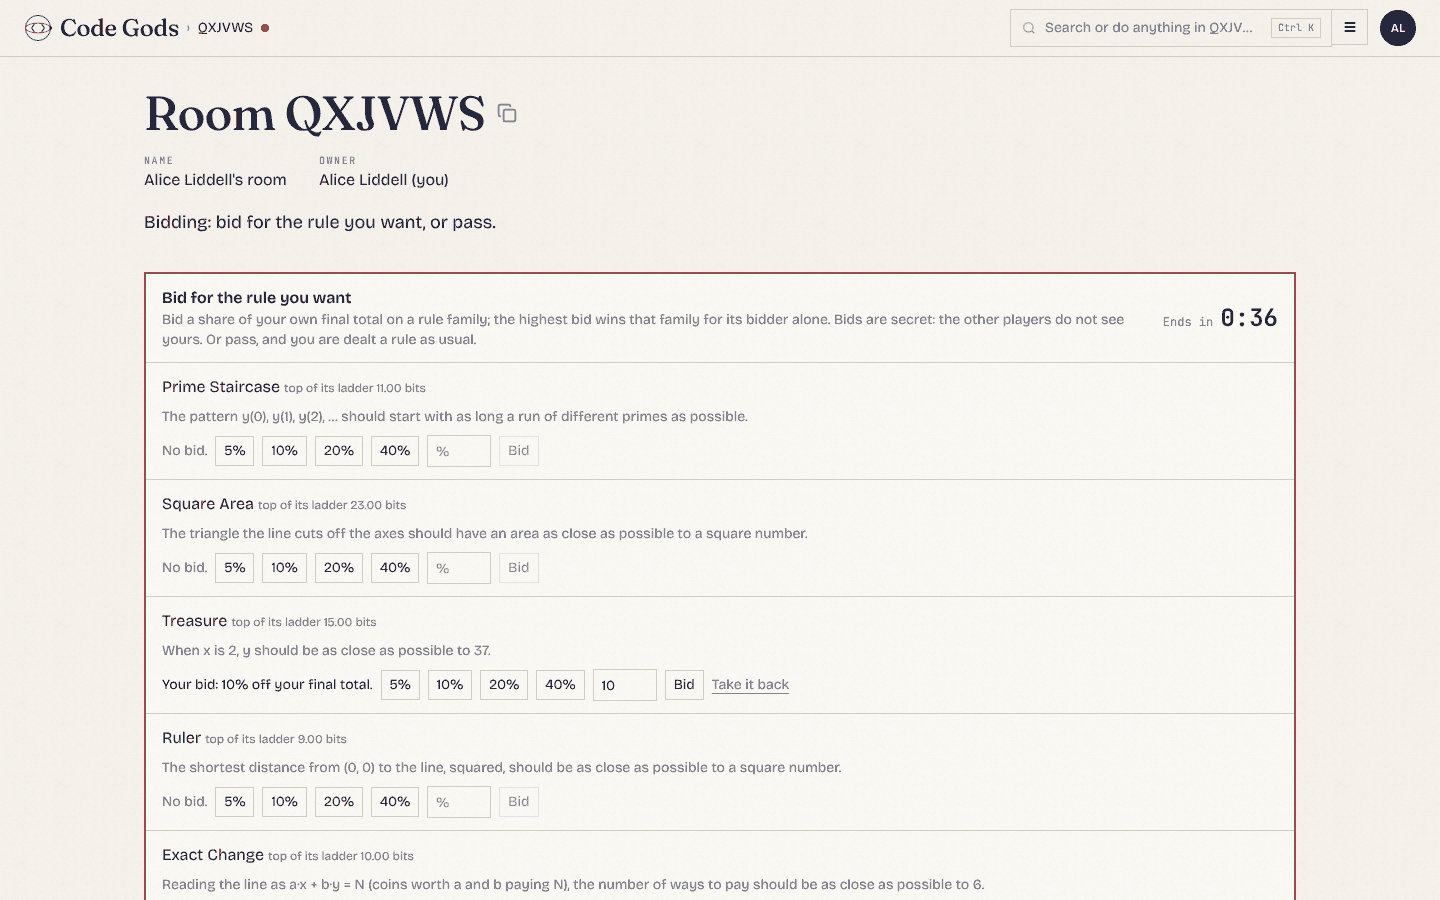 Code Gods › QXJVWS
Search or do anything in QXJV... Ctrl K
AL
Room QXJVWS
NAME OWNER
Alice Liddell's room Alice Liddell (you)
Bidding: bid for the rule you want, or pass.
Bid for the rule you want
Bid a share of your own final total on a rule family; the highest bid wins that family for its bidder alone. Bids are secret: the other players do not see
yours. Or pass, and you are dealt a rule as usual.
Ends in 0:36
Prime Staircase top of its ladder 11.00 bits
The pattern y(0), y(1), y(2), ... should start with as long a run of different primes as possible.
No bid. 5% 10% 20% 40% % Bid
Square Area top of its ladder 23.00 bits
The triangle the line cuts off the axes should have an area as close as possible to a square number.
No bid. 5% 10% 20% 40% % Bid
Treasure top of its ladder 15.00 bits
When x is 2, y should be as close as possible to 37.
Your bid: 10% off your final total. 5% 10% 20% 40% 10 Bid Take it back
Ruler top of its ladder 9.00 bits
The shortest distance from (0, 0) to the line, squared, should be as close as possible to a square number.
No bid. 5% 10% 20% 40% % Bid
Exact Change top of its ladder 10.00 bits
Reading the line as a·x + b·y = N (coins worth a and b paying N), the number of ways to pay should be as close as possible to 6.